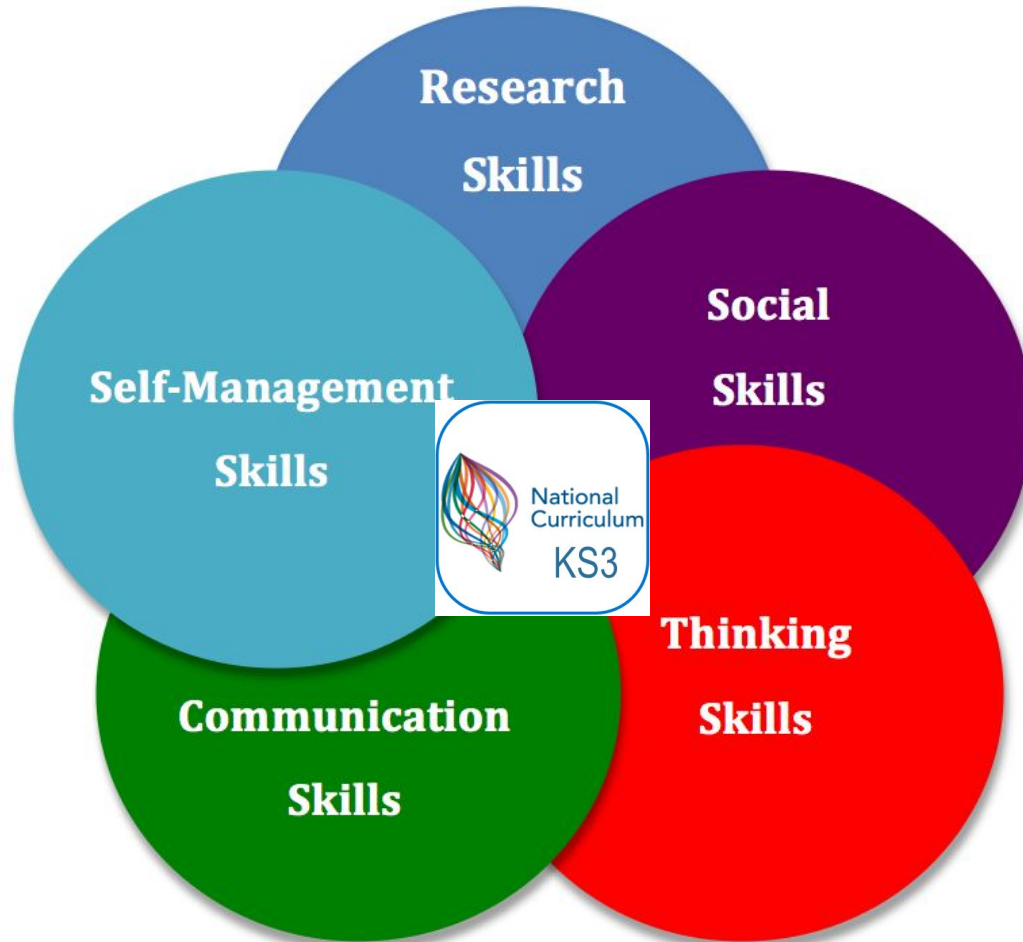 Research
Skills
Social
Skills
Self-Management
Skills
National
Curriculum
KS3
Thinking
Skills
Communication
Skills